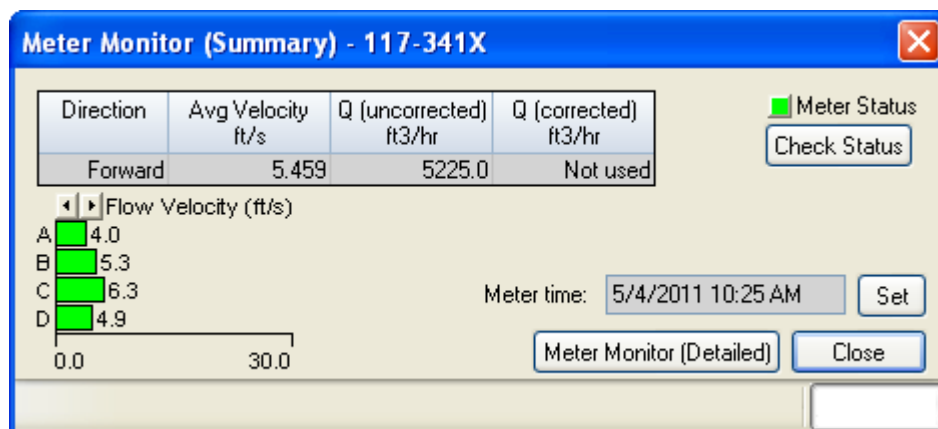 Meter Monitor (Summary) - 117-341X
Direction Avg Velocity ft/s Q (uncorrected) ft3/hr Q (corrected) ft3/hr
Forward 5.459 5225.0 Not used
Meter Status
Check Status
Flow Velocity (ft/s)
A 4.0
B 5.3
C 6.3
D 4.9
0.0 30.0
Meter time: 5/4/2011 10:25 AM Set
Meter Monitor (Detailed) Close